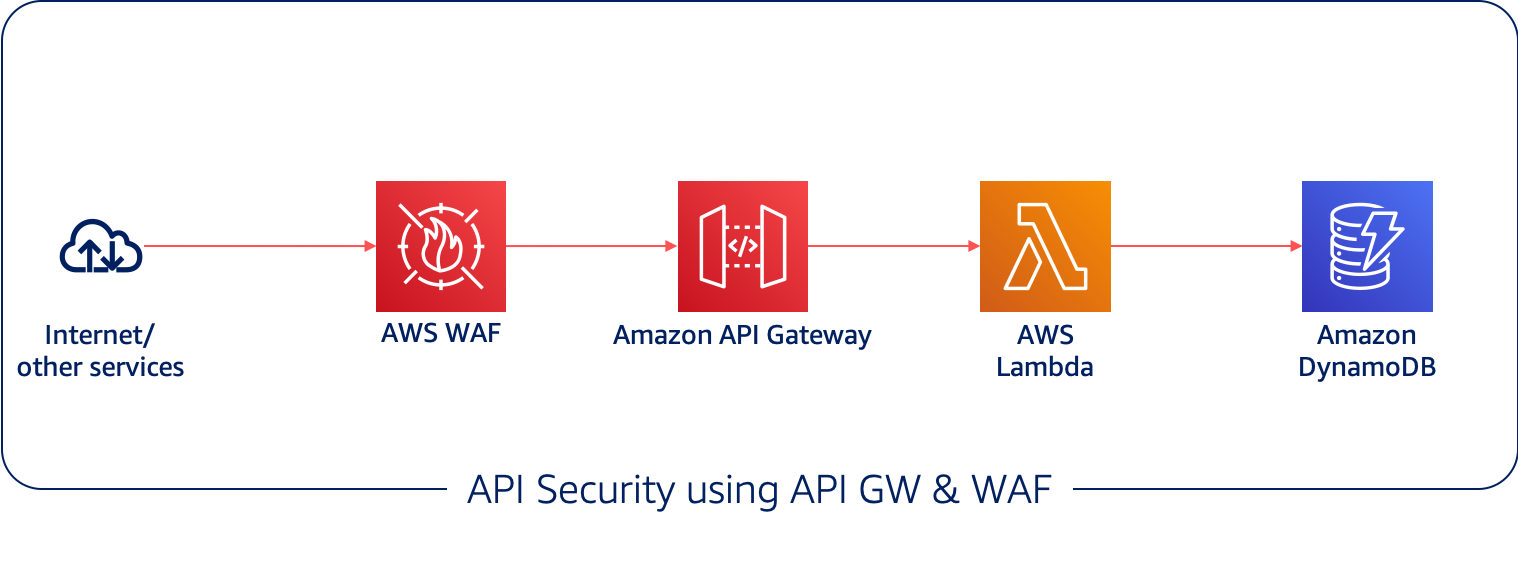 Internet/
other services
AWS WAF
Amazon API Gateway
AWS
Lambda
Amazon
DynamoDB
API Security using API GW & WAF